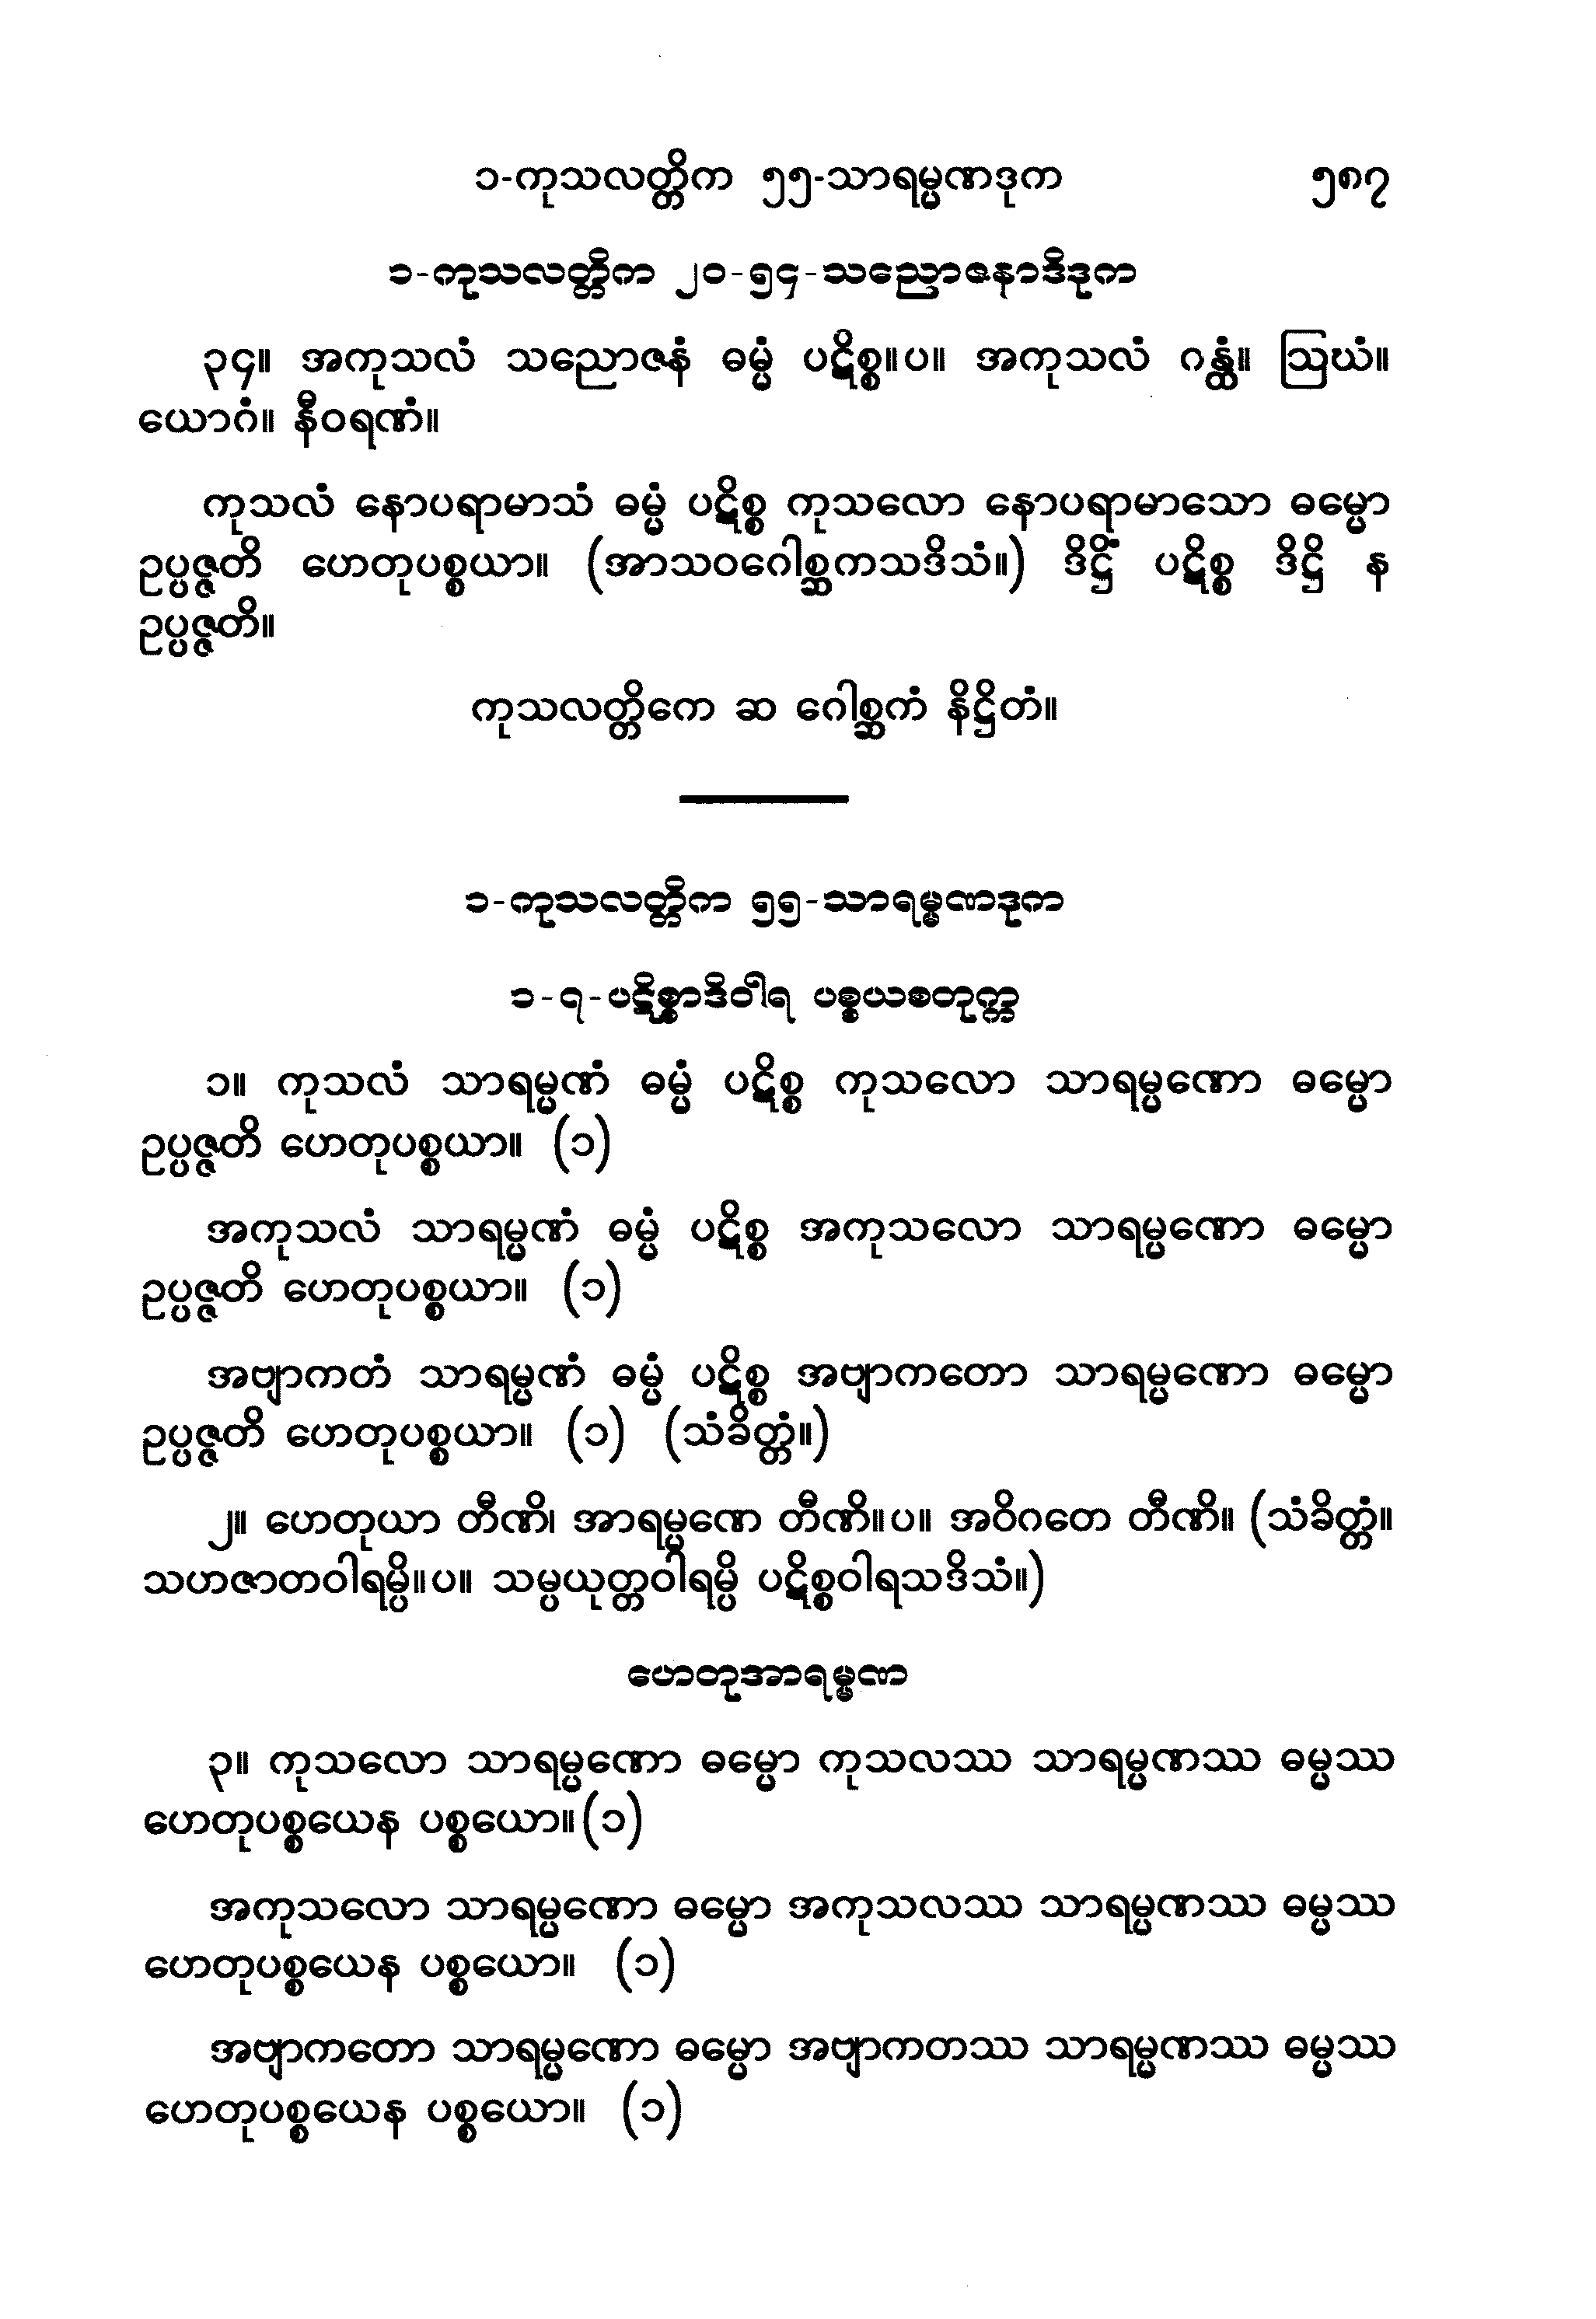 ၁-ကုသလတ္တိက ၅၅-သာရမ္မဏဒုက ၅၈၇
၁-ကုသလတ္တိက ၂၀-၅၄-သညောဇနာဒိဒုက
၃၄။ အကုသလံ သညောဇနံ ဓမ္မံ ပဋိစ္စ။ပ။ အကုသလံ ဂန္ထံ။ ဩဃံ။
ယောဂံ။ နီဝရဏံ။
ကုသလံ နောပရာမာသံ ဓမ္မံ ပဋိစ္စ ကုသလော နောပရာမာသော ဓမ္မော
ဥပ္ပဇ္ဇတိ ဟေတုပစ္စယာ။ (အာသဝဂေါစ္ဆကသဒိသံ။) ဒိဋ္ဌိံ ပဋိစ္စ ဒိဋ္ဌိ န
ဥပ္ပဇ္ဇတိ။
ကုသလတ္တိကေ ဆ ဂေါစ္ဆကံ နိဋ္ဌိတံ။
၁-ကုသလတ္တိက ၅၅-သာရမ္မဏဒုက
၁-၇-ပဋိစ္စာဒိဝါရ ပစ္စယစတုက္က
၁။ ကုသလံ သာရမ္မဏံ ဓမ္မံ ပဋိစ္စ ကုသလော သာရမ္မဏော ဓမ္မော
ဥပ္ပဇ္ဇတိ ဟေတုပစ္စယာ။ (၁)
အကုသလံ သာရမ္မဏံ ဓမ္မံ ပဋိစ္စ အကုသလော သာရမ္မဏော ဓမ္မော
ဥပ္ပဇ္ဇတိ ဟေတုပစ္စယာ။ (၁)
အဗျာကတံ သာရမ္မဏံ ဓမ္မံ ပဋိစ္စ အဗျာကတော သာရမ္မဏော ဓမ္မော
ဥပ္ပဇ္ဇတိ ဟေတုပစ္စယာ။ (၁) (သံခိတ္တံ။)
၂။ ဟေတုယာ တီဏိ၊ အာရမ္မဏေ တီဏိ။ပ။ အဝိဂတေ တီဏိ။ (သံခိတ္တံ။
သဟဇာတဝါရမ္ပိ။ပ။ သမ္ပယုတ္တဝါရမ္ပိ ပဋိစ္စဝါရသဒိသံ။)
ဟေတုအာရမ္မဏ
၃။ ကုသလော သာရမ္မဏော ဓမ္မော ကုသလဿ သာရမ္မဏဿ ဓမ္မဿ
ဟေတုပစ္စယေန ပစ္စယော။(၁)
အကုသလော သာရမ္မဏော ဓမ္မော အကုသလဿ သာရမ္မဏဿ ဓမ္မဿ
ဟေတုပစ္စယေန ပစ္စယော။ (၁)
အဗျာကတော သာရမ္မဏော ဓမ္မော အဗျာကတဿ သာရမ္မဏဿ ဓမ္မဿ
ဟေတုပစ္စယေန ပစ္စယော။ (၁)